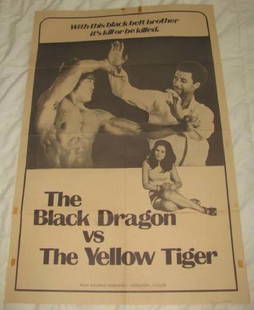 With this black belt brother
it's kill or be killed.
The
Black Dragon
vs
The Yellow Tiger